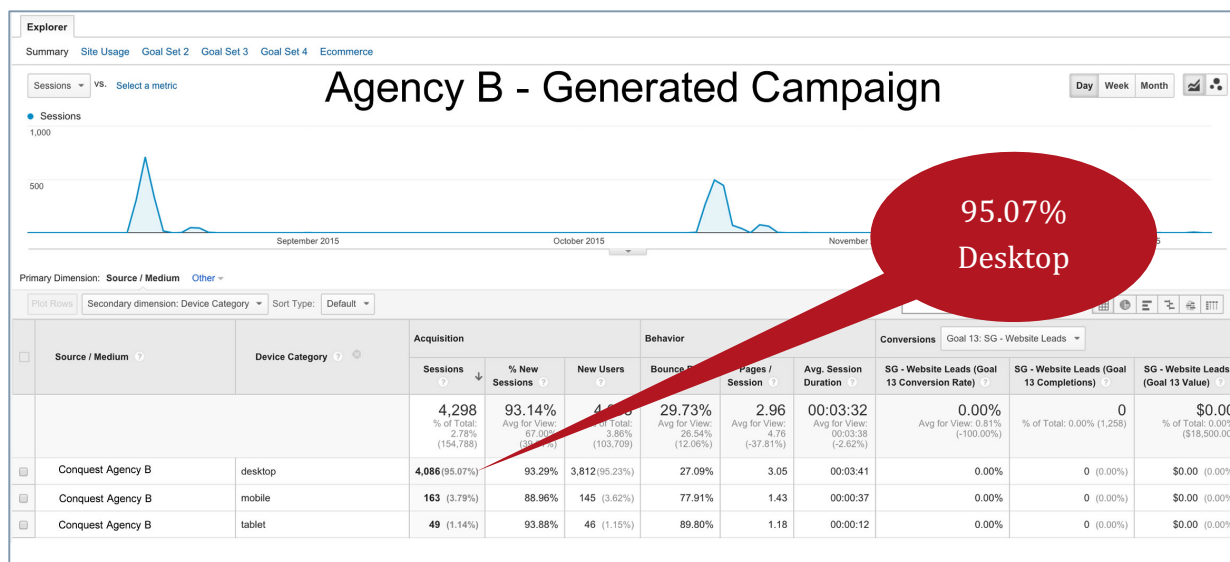 Explorer
Summary Site Usage Goal Set 2 Goal Set 3 Goal Set 4 Ecommerce
Agency B - Generated Campaign
Sessions VS. Select a metric
Day Week Month
Sessions
1,000
500
95.07%
Desktop
September 2015 October 2015 November
Primary Dimension: Source / Medium Other
Plot Rows Secondary dimension: Device Category Sort Type: Default
Source / Medium Device Category Acquisition Behavior Conversions Goal 13: SG - Website Leads
Sessions % New Sessions New Users Pages / Session Avg. Session Duration SG - Website Leads (Goal 13 Conversion Rate) SG - Website Leads (Goal 13 Completions) SG - Website Leads (Goal 13 Value)
4,298 93.14% 29.73% 2.96 00:03:32 0.00% 0 $0.00
% of Total: 2.78% (154,788) Avg for View: 67.00% of Total: 3.86% (103,709) Avg for View: 26.54% (12.06%) Avg for View: 4.76 (-37.81%) Avg for View: 00:03:38 (-2.62%) Avg for View: 0.81% (-100.00%) % of Total: 0.00% (1,258) % of Total: 0.00% ($18,500.00
Conquest Agency B desktop 4,086 (95.07%) 93.29% 3,812 (95.23%) 27.09% 3.05 00:03:41 0.00% 0 (0.00%) $0.00 (0.00%
Conquest Agency B mobile 163 (3.79%) 88.96% 145 (3.62%) 77.91% 1.43 00:00:37 0.00% 0 (0.00%) $0.00 (0.00%
Conquest Agency B tablet 49 (1.14%) 93.88% 46 (1.15%) 89.80% 1.18 00:00:12 0.00% 0 (0.00%) $0.00 (0.00%